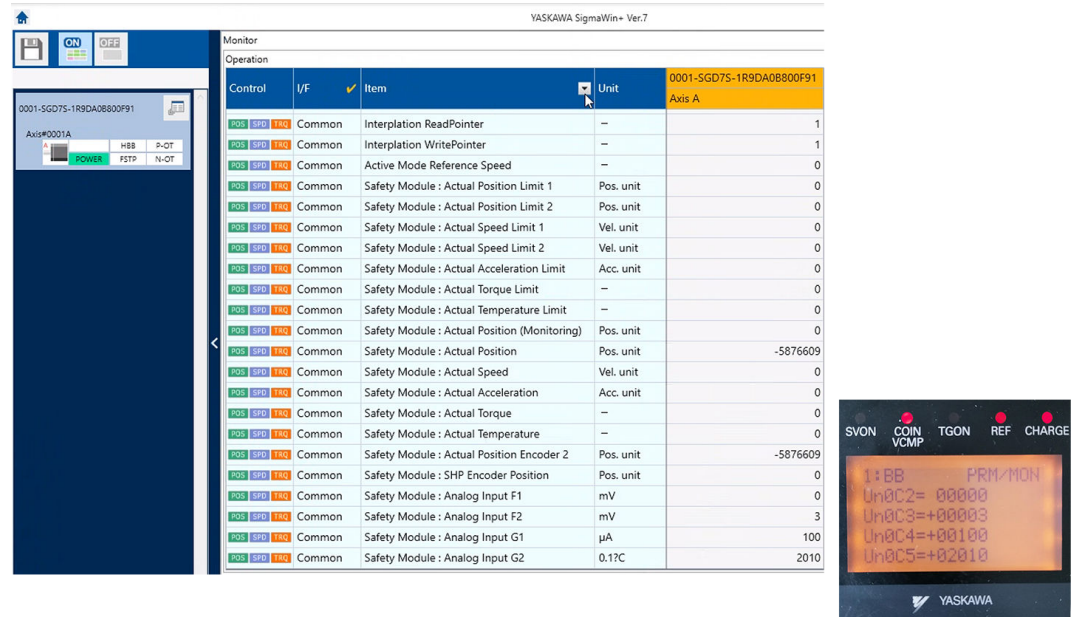 YASKAWA SigmaWin+ Ver.7
ON OFF
Monitor
Operation
Control I/F Item Unit 0001-SGD7S-1R9DA0B800F91
Axis A
0001-SGD7S-1R9DA0B800F91
Axis#0001A
A HBB P-OT
POWER FSTP N-OT
POS SPD TRQ Common Interplation ReadPointer — 1
POS SPD TRQ Common Interplation WritePointer — 1
POS SPD TRQ Common Active Mode Reference Speed — 0
POS SPD TRQ Common Safety Module : Actual Position Limit 1 Pos. unit 0
POS SPD TRQ Common Safety Module : Actual Position Limit 2 Pos. unit 0
POS SPD TRQ Common Safety Module : Actual Speed Limit 1 Vel. unit 0
POS SPD TRQ Common Safety Module : Actual Speed Limit 2 Vel. unit 0
POS SPD TRQ Common Safety Module : Actual Acceleration Limit Acc. unit 0
POS SPD TRQ Common Safety Module : Actual Torque Limit — 0
POS SPD TRQ Common Safety Module : Actual Temperature Limit — 0
POS SPD TRQ Common Safety Module : Actual Position (Monitoring) Pos. unit 0
POS SPD TRQ Common Safety Module : Actual Position Pos. unit -5876609
POS SPD TRQ Common Safety Module : Actual Speed Vel. unit 0
POS SPD TRQ Common Safety Module : Actual Acceleration Acc. unit 0
POS SPD TRQ Common Safety Module : Actual Torque — 0
POS SPD TRQ Common Safety Module : Actual Temperature — 0
POS SPD TRQ Common Safety Module : Actual Position Encoder 2 Pos. unit -5876609
POS SPD TRQ Common Safety Module : SHP Encoder Position Pos. unit 0
POS SPD TRQ Common Safety Module : Analog Input F1 mV 0
POS SPD TRQ Common Safety Module : Analog Input F2 mV 3
POS SPD TRQ Common Safety Module : Analog Input G1 µA 100
POS SPD TRQ Common Safety Module : Analog Input G2 0.1?C 2010
SVON COIN TGON REF CHARGE
VCMP
1:BB PRM/MON
Un0C2= 00000
Un0C3=+00003
Un0C4=+00100
Un0C5=+02010
YASKAWA